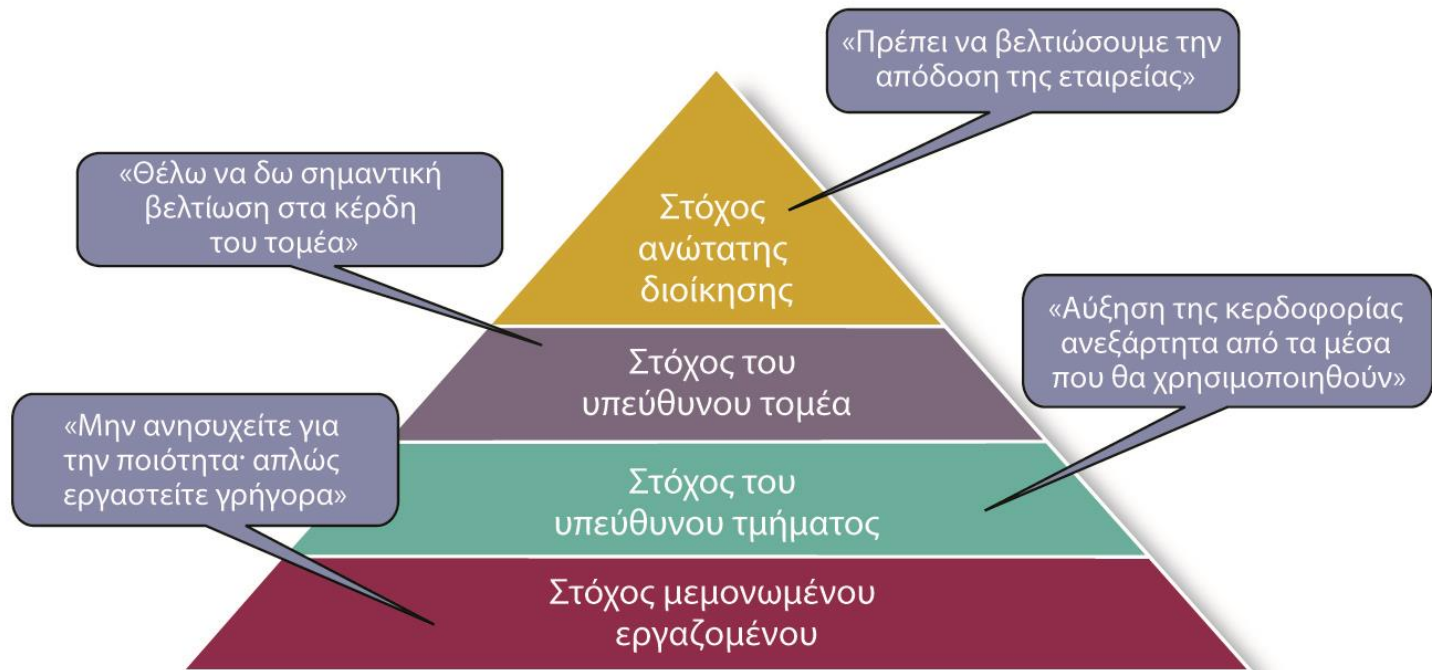 «Πρέπει να βελτιώσουμε την
απόδοση της εταιρείας»
«Θέλω να δω σημαντική
βελτίωση στα κέρδη
του τομέα»
Στόχος
ανώτατης
διοίκησης
«Αύξηση της κερδοφορίας
ανεξάρτητα από τα μέσα
που θα χρησιμοποιηθούν»
Στόχος του
υπεύθυνου τομέα
«Μην ανησυχείτε για
την ποιότητα· απλώς
εργαστείτε γρήγορα»
Στόχος του
υπεύθυνου τμήματος
Στόχος μεμονωμένου
εργαζομένου